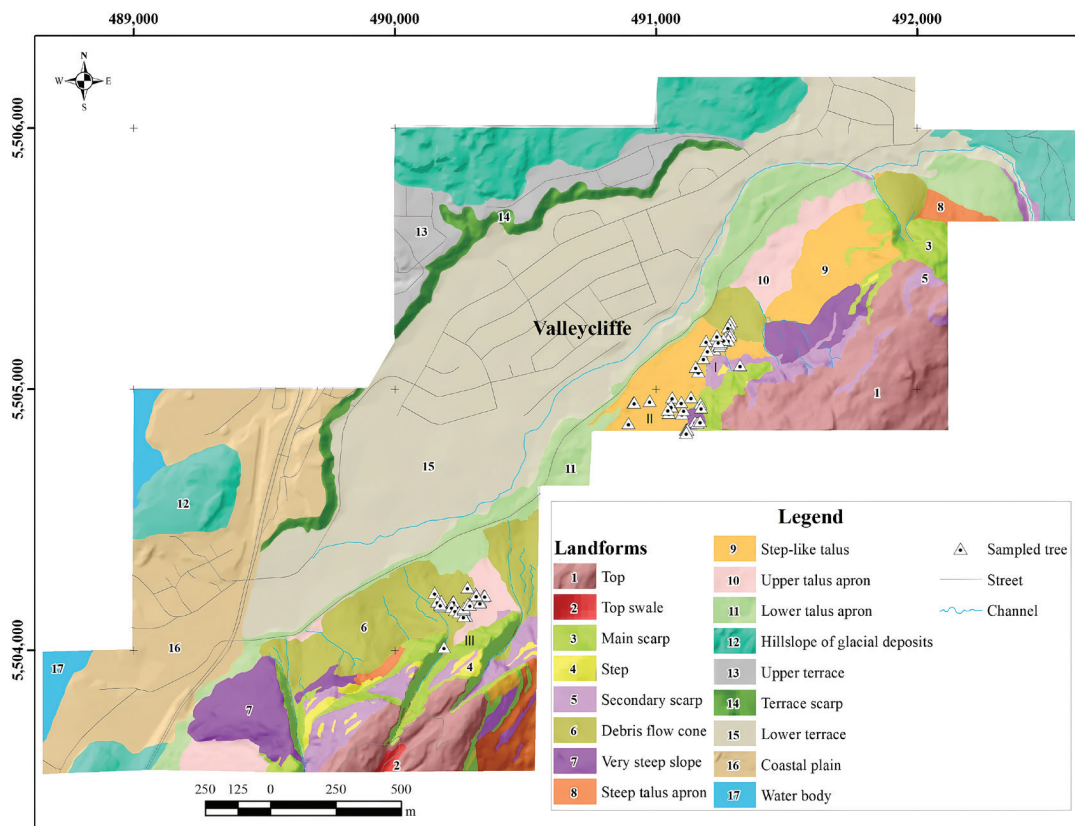 489,000
490,000
491,000
492,000
N
W E
S
5,506,000
5,505,000
5,504,000
13
14
8
3
10
9
5
Valleycliffe
I
1
II
15
11
12
6
III
4
16
17
7
2
250 125 0 250 500
m
Legend
Landforms
1 Top
2 Top swale
3 Main scarp
4 Step
5 Secondary scarp
6 Debris flow cone
7 Very steep slope
8 Steep talus apron
9 Step-like talus
10 Upper talus apron
11 Lower talus apron
12 Hillslope of glacial deposits
13 Upper terrace
14 Terrace scarp
15 Lower terrace
16 Coastal plain
17 Water body
Sampled tree
Street
Channel